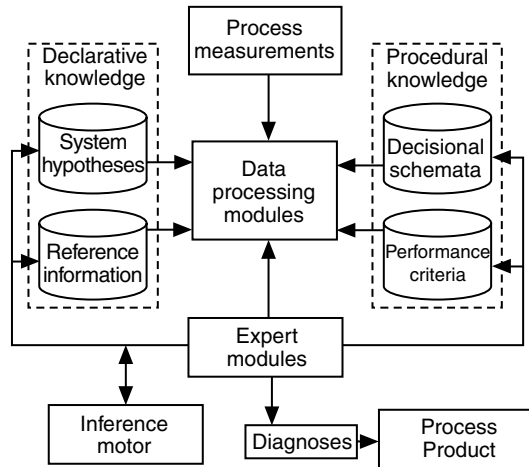 Process
measurements
Declarative
knowledge
Procedural
knowledge
System
hypotheses
Data
processing
modules
Decisional
schemata
Reference
information
Performance
criteria
Expert
modules
Inference
motor
Diagnoses
Process
Product